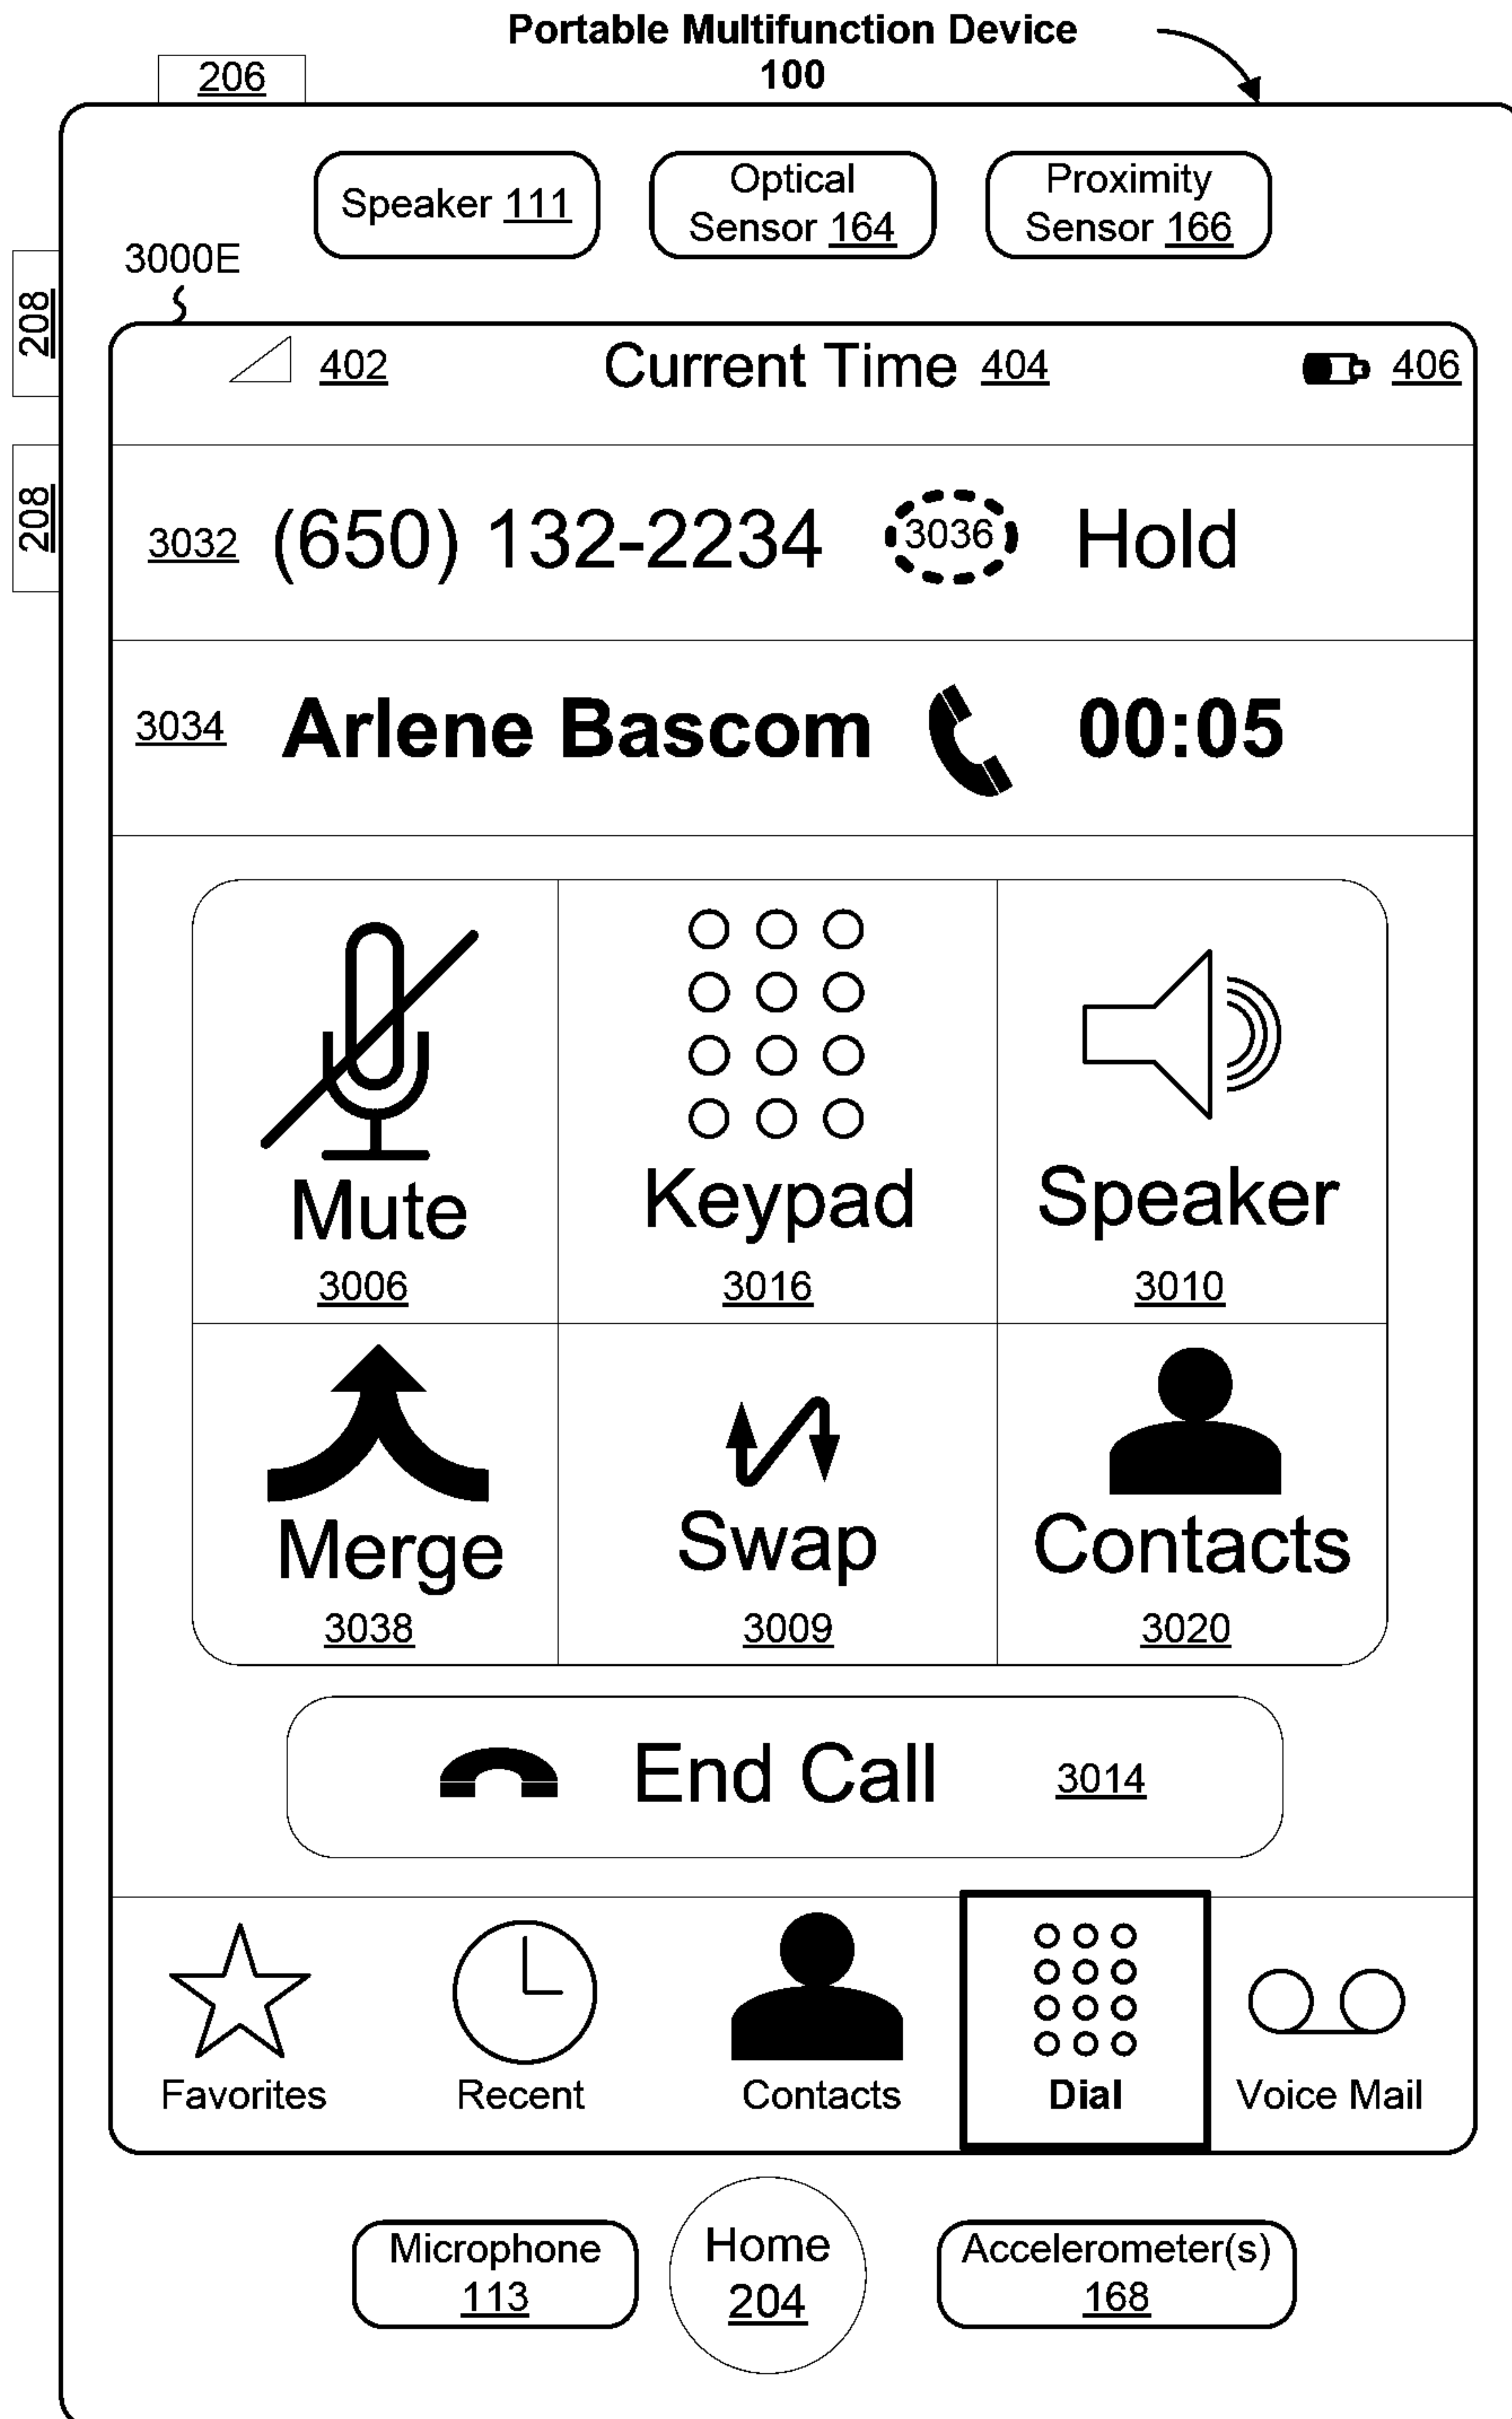 Portable Multifunction Device
100
206
Speaker 111
Optical
Sensor 164
Proximity
Sensor 166
3000E
208
402
Current Time 404
406
208
3032 (650) 132-2234 3036 Hold
3034 Arlene Bascom 00:05
Mute
Keypad
Speaker
3006
3016
3010
Merge
Swap
Contacts
3038
3009
3020
End Call 3014
Favorites
Recent
Contacts
Dial
Voice Mail
Microphone
113
Home
204
Accelerometer(s)
168